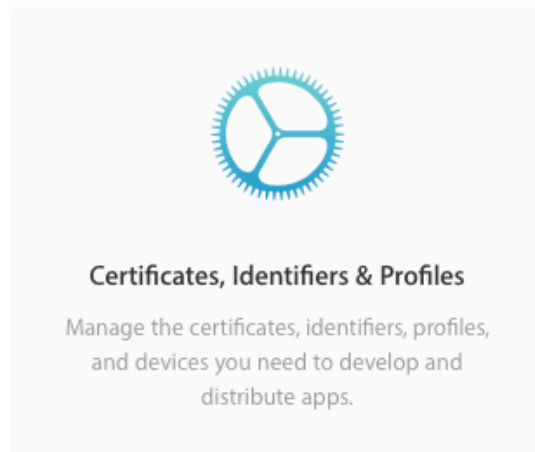 Certificates, Identifiers & Profiles
Manage the certificates, identifiers, profiles,
and devices you need to develop and
distribute apps.